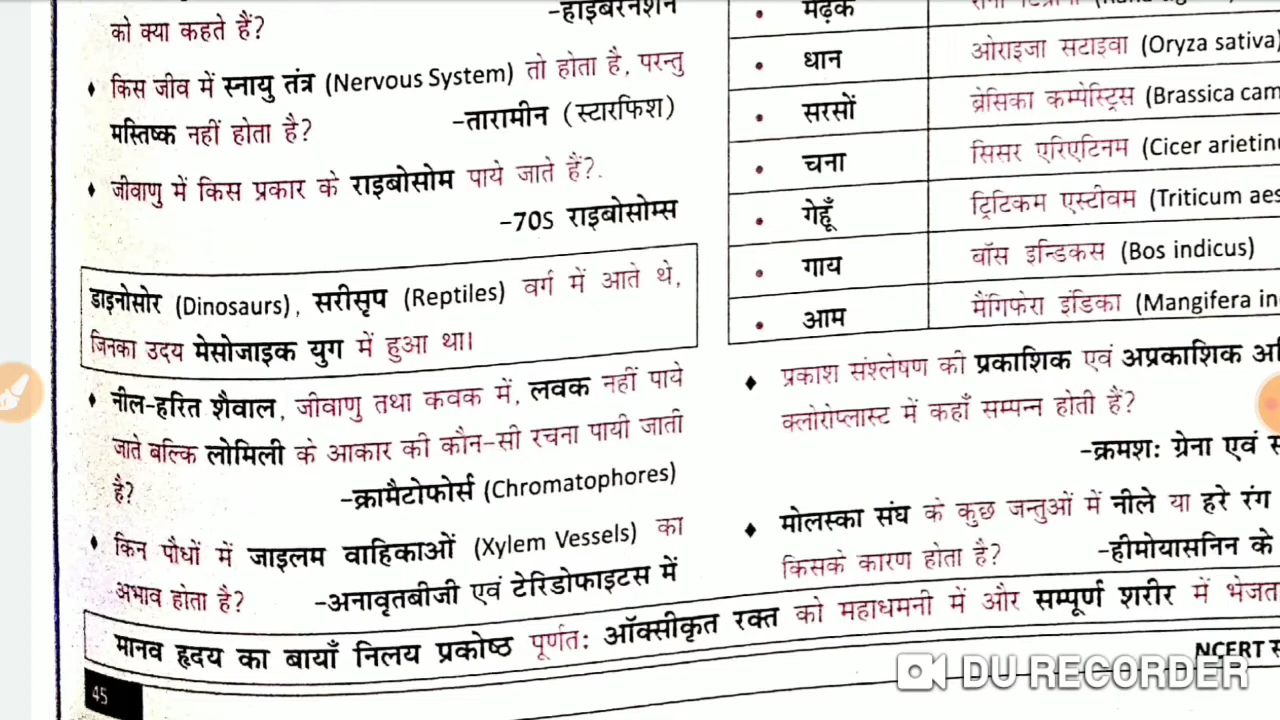 को क्या कहते हैं?
-हाइबरनेशन
♦ किस जीव में स्नायु तंत्र (Nervous System) तो होता है, परन्तु
मस्तिष्क नहीं होता है? -तारामीन (स्टारफिश)
♦ जीवाणु में किस प्रकार के राइबोसोम पाये जाते हैं?.
-70S राइबोसोम्स
डाइनोसोर (Dinosaurs), सरीसृप (Reptiles) वर्ग में आते थे,
जिनका उदय मेसोजाइक युग में हुआ था।
♦ नील-हरित शैवाल, जीवाणु तथा कवक में, लवक नहीं पाये
जाते बल्कि लोमिली के आकार की कौन-सी रचना पायी जाती
है? -क्रामैटोफोर्स (Chromatophores)
♦ किन पौधों में जाइलम वाहिकाओं (Xylem Vessels) का
अभाव होता है? -अनावृतबीजी एवं टेरिडोफाइटस में
• मेढ़क
• धान ओराइजा सटाइवा (Oryza sativa)
• सरसों ब्रेसिका कम्पेस्ट्रिस (Brassica cam
• चना सिसर एरिएटिनम (Cicer arietinu
• गेहूँ ट्रिटिकम एस्टीवम (Triticum aes
• गाय बॉस इन्डिकस (Bos indicus)
• आम मैंगिफेरा इंडिका (Mangifera in
♦ प्रकाश संश्लेषण की प्रकाशिक एवं अप्रकाशिक
क्लोरोप्लास्ट में कहाँ सम्पन्न होती हैं?
-क्रमशः ग्रेना एवं
♦ मोलस्का संघ के कुछ जन्तुओं में नीले या हरे रंग
किसके कारण होता है? -हीमोयासनिन के
मानव हृदय का बायाँ निलय प्रकोष्ठ पूर्णतः ऑक्सीकृत रक्त को महाधमनी में और सम्पूर्ण शरीर में भेजत
NCERT
45
DU RECORDER